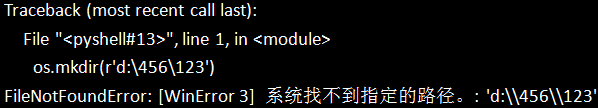 Traceback (most recent call last):
File "<pyshell#13>", line 1, in <module>
os.mkdir(r'd:\456\123')
FileNotFoundError: [WinError 3] 系统找不到指定的路径。: 'd:\\456\\123'